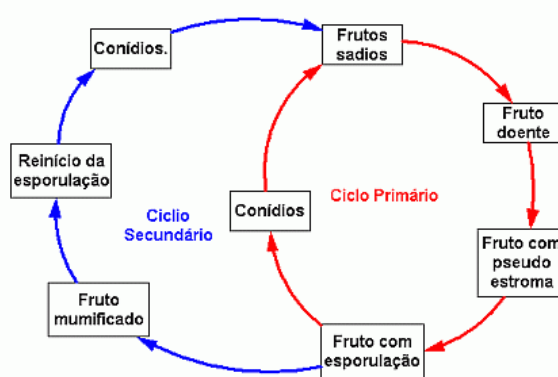 Conídios.
Frutos
sadios
Fruto
doente
Reinício da
esporulação
Ciclio
Secundário
Conídios
Ciclo Primário
Fruto com
pseudo
estroma
Fruto
mumificado
Fruto com
esporulação